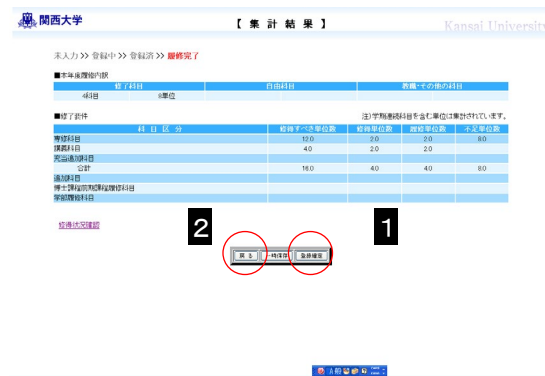 関西大学
【 集 計 結 果 】
Kansai University
未入力 >> 登録中 >> 登録済 >> 履修完了
■本年度履修内訳
修了科目 自由科目 教職・その他の科目
4科目 8単位
■修了要件
注)学期連続科目を含む単位は集計されています。
科 目 区 分 修得すべき単位数 修得単位数 履修単位数 不足単位数
専修科目 12.0 2.0 2.0 8.0
講義科目 4.0 2.0 2.0
充当追加科目
合計 16.0 4.0 4.0 8.0
追加科目
博士課程前期課程履修科目
学部履修科目
修得状況確認
2
1
戻 る 一時保存 登録確定